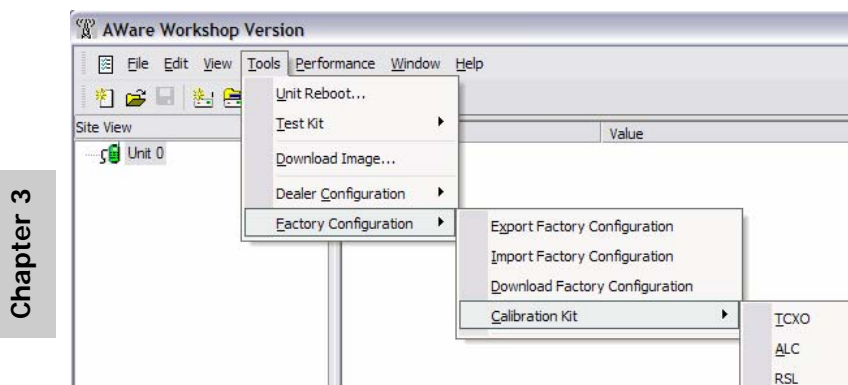 AWare Workshop Version
File Edit View Tools Performance Window Help
Unit Reboot...
Site View
Test Kit
Value
Unit 0
Download Image...
Dealer Configuration
Factory Configuration
Export Factory Configuration
Import Factory Configuration
Download Factory Configuration
Calibration Kit
TCXO
ALC
RSL
Chapter 3